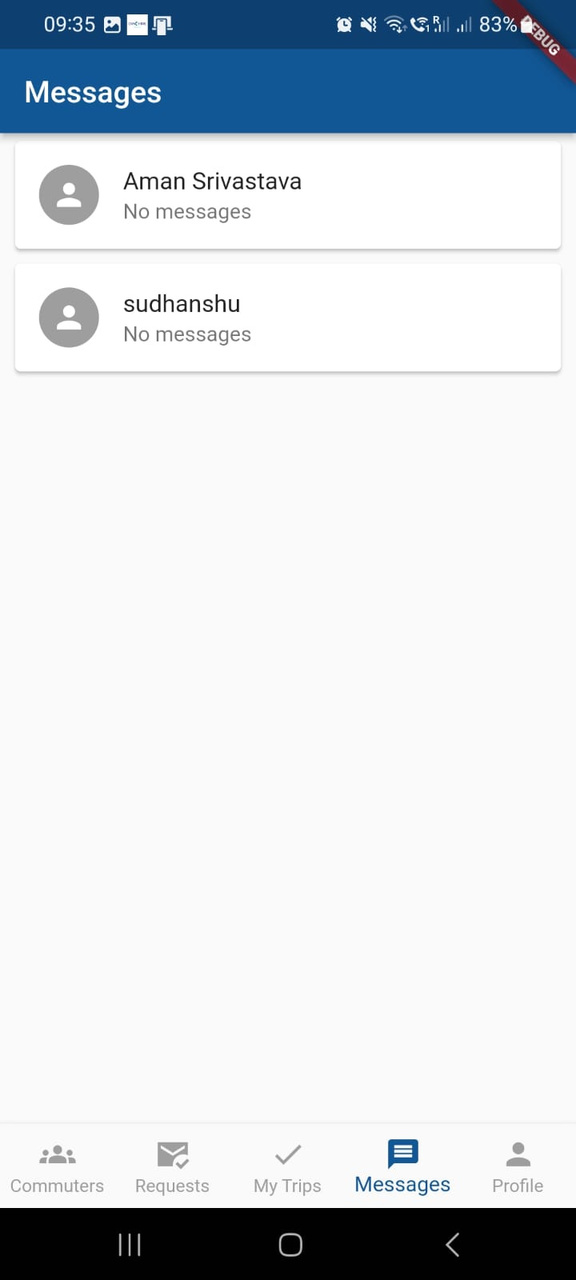 09:35
83%
DEBUG
Messages
Aman Srivastava
No messages
sudhanshu
No messages
Commuters
Requests
My Trips
Messages
Profile